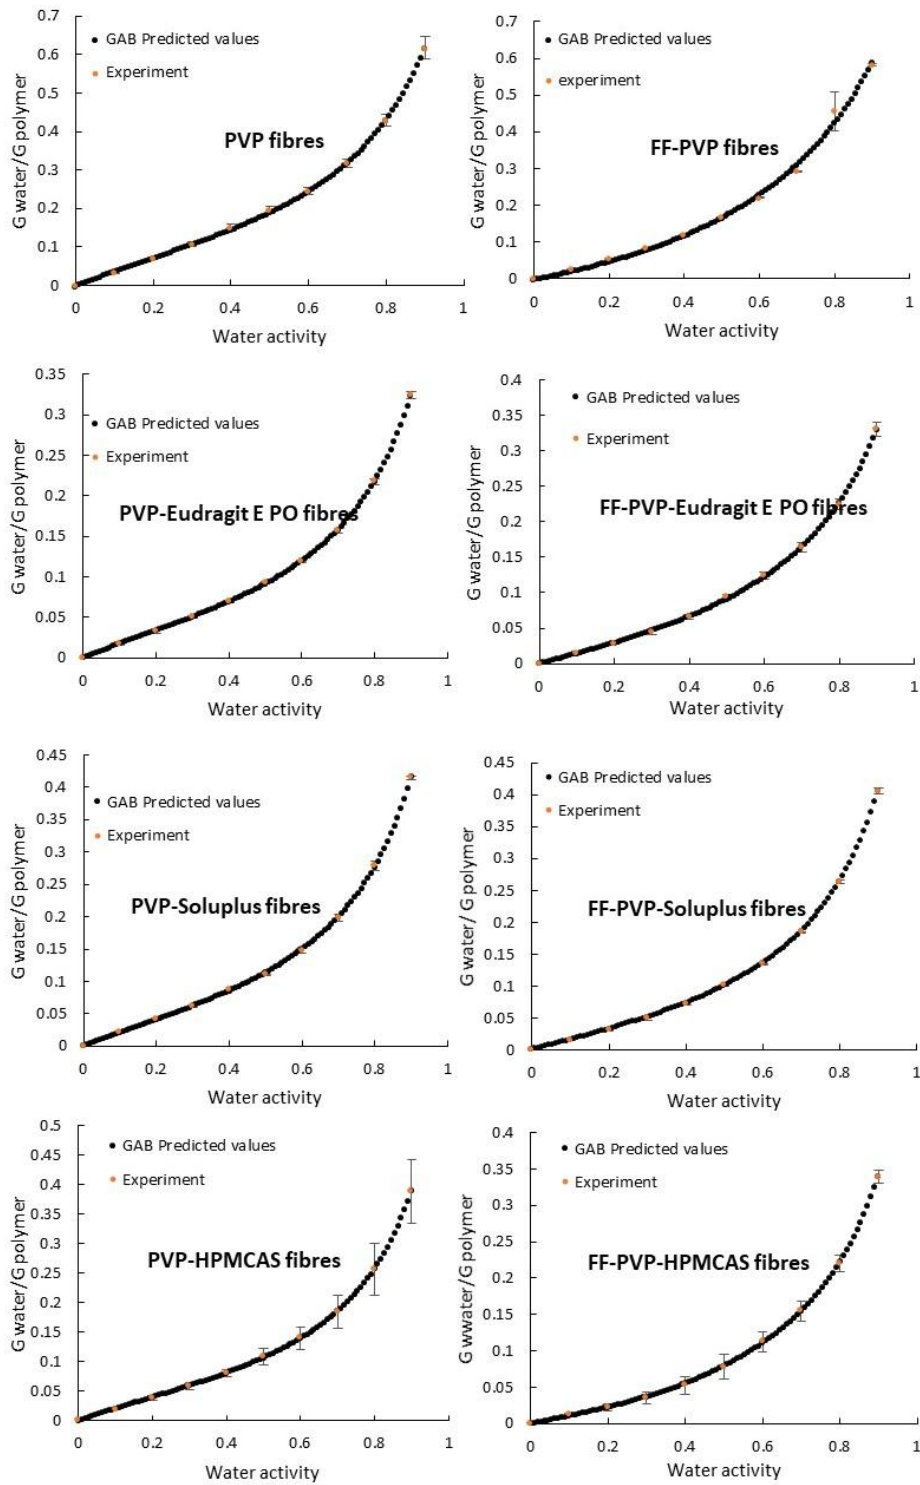 0.7
0.6
0.5
0.4
0.3
0.2
0.1
0
G water/G polymer
GAB Predicted values
Experiment
PVP fibres
0 0.2 0.4 0.6 0.8 1
Water activity
0.7
0.6
0.5
0.4
0.3
0.2
0.1
0
G water/G polymer
GAB Predicted values
experiment
FF-PVP fibres
0 0.2 0.4 0.6 0.8 1
Water activity
0.35
0.3
0.25
0.2
0.15
0.1
0.05
0
G water/G polymer
GAB Predicted values
Experiment
PVP-Eudragit E PO fibres
0 0.2 0.4 0.6 0.8 1
Water activity
0.4
0.35
0.3
0.25
0.2
0.15
0.1
0.05
0
G water/G polymer
GAB Predicted values
Experiment
FF-PVP-Eudragit E PO fibres
0 0.2 0.4 0.6 0.8 1
Water activity
0.45
0.4
0.35
0.3
0.25
0.2
0.15
0.1
0.05
0
G water/G polymer
GAB Predicted values
Experiment
PVP-Soluplus fibres
0 0.2 0.4 0.6 0.8 1
Water activity
0.45
0.4
0.35
0.3
0.25
0.2
0.15
0.1
0.05
0
G water/ G polymer
GAB Predicted values
Experiment
FF-PVP-Soluplus fibres
0 0.2 0.4 0.6 0.8 1
Water activity
0.5
0.45
0.4
0.35
0.3
0.25
0.2
0.15
0.1
0.05
0
G water/G polymer
GAB Predicted values
Experiment
PVP-HPMCAS fibres
0 0.2 0.4 0.6 0.8 1
Water activity
0.4
0.35
0.3
0.25
0.2
0.15
0.1
0.05
0
G wwater/G polymer
GAB Predicted values
Experiment
FF-PVP-HPMCAS fibres
0 0.2 0.4 0.6 0.8 1
Water activity